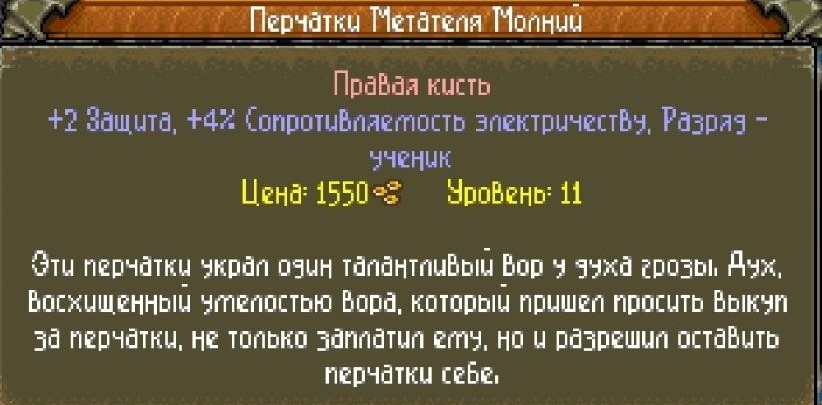 Перчатки Метателя Молний
Правая кисть
+2 Защита, +4% Сопротивляемость электричеству, Разряд -
ученик
Цена: 1550 Уровень: 11
Эти перчатки украл один талантливый вор у духа грозы. Дух,
восхищенный умелостью вора, который пришел просить выкуп
за перчатки, не только заплатил ему, но и разрешил оставить
перчатки себе.